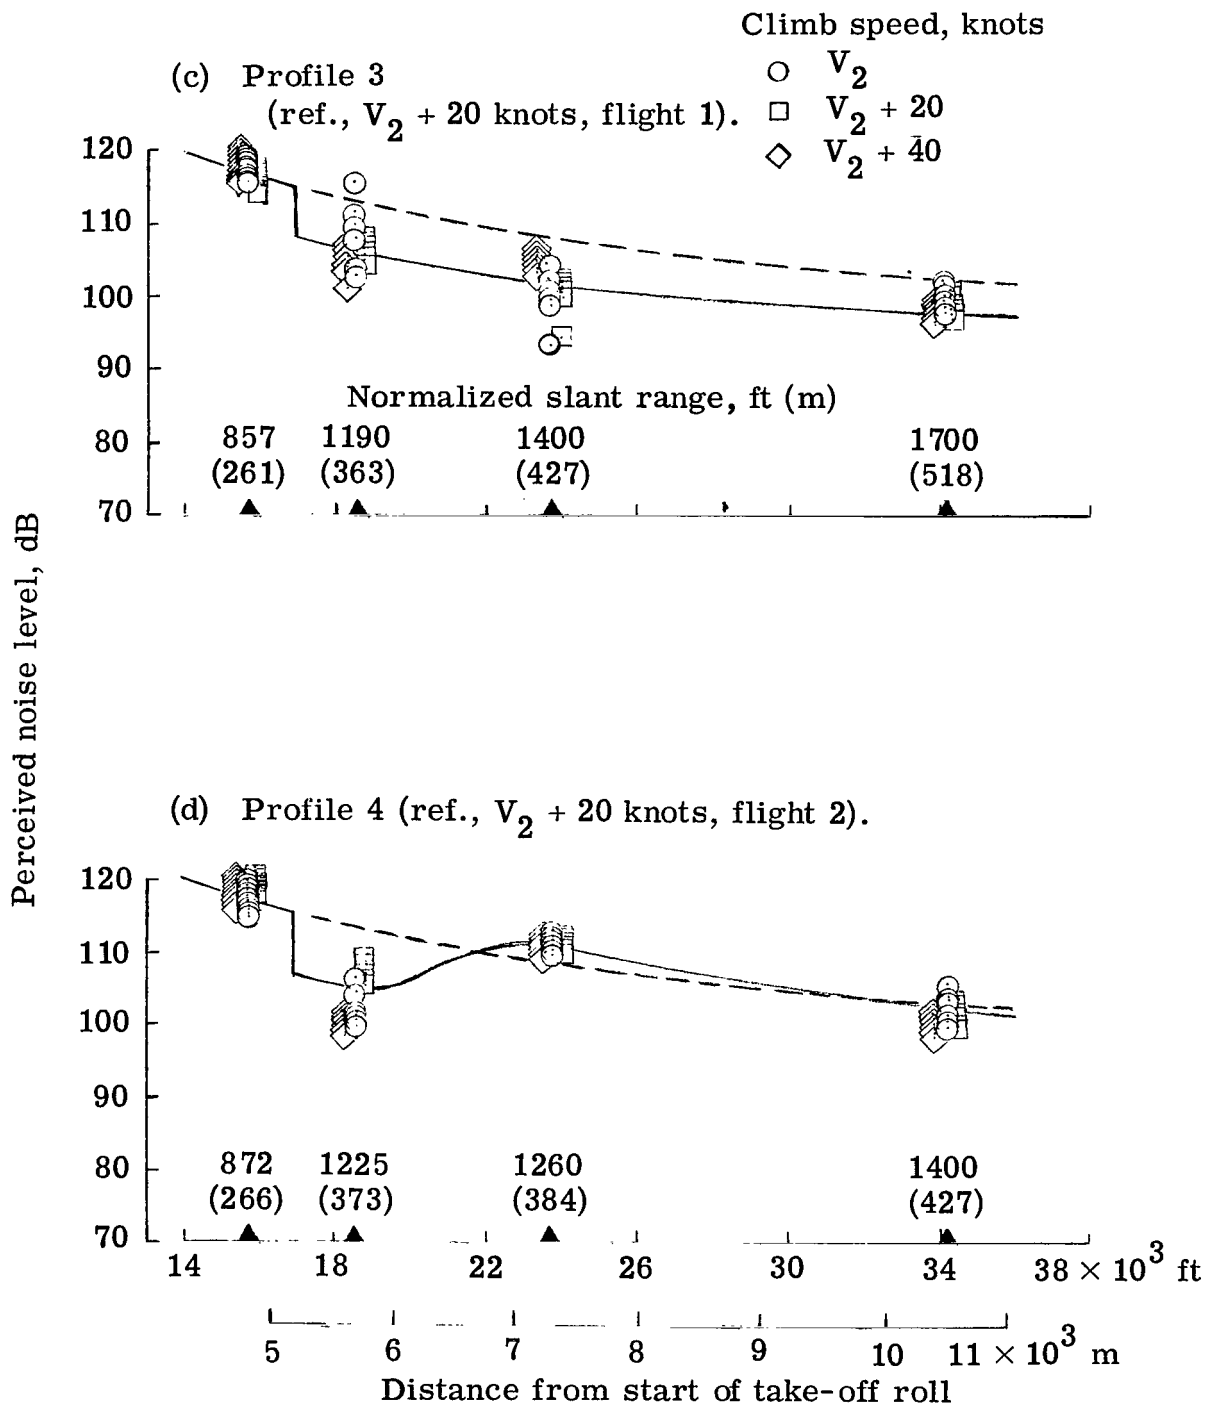 Climb speed, knots
(c) Profile 3
(ref., V2 + 20 knots, flight 1).
V2
V2 + 20
V2 + 40
120
110
100
90
80
70
Normalized slant range, ft (m)
857 1190 1400 1700
(261) (363) (427) (518)
Perceived noise level, dB
(d) Profile 4 (ref., V2 + 20 knots, flight 2).
120
110
100
90
80
70
872 1225 1260 1400
(266) (373) (384) (427)
14 18 22 26 30 34 38 × 10³ ft
5 6 7 8 9 10 11 × 10³ m
Distance from start of take-off roll